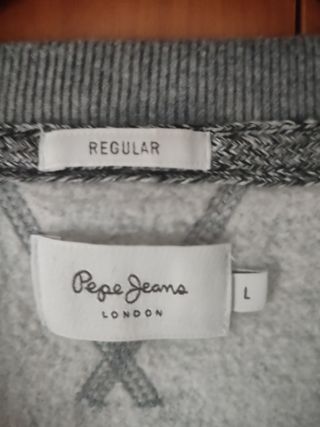 REGULAR
Pepe Jeans
LONDON
L